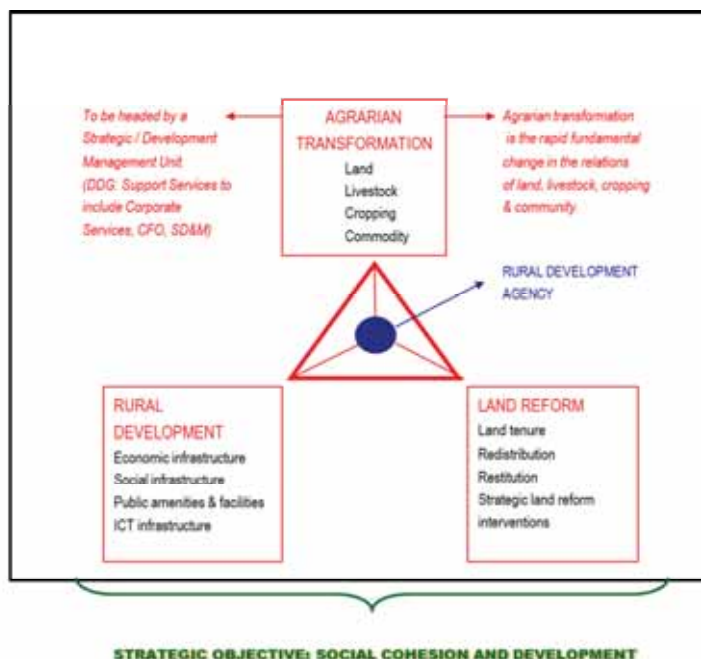 To be headed by a
Strategic / Development
Management Unit
(DDG. Support Services to
include Corporate
Services, CFO, SD&M)
AGRARIAN
TRANSFORMATION
Land
Livestock
Cropping
Commodity
Agrarian transformation
is the rapid fundamental
change in the relations
of land, livestock, cropping
& community.
RURAL DEVELOPMENT
AGENCY
RURAL
DEVELOPMENT
Economic infrastructure
Social infrastructure
Public amenities & facilities
ICT infrastructure
LAND REFORM
Land tenure
Redistribution
Restitution
Strategic land reform
interventions
STRATEGIC OBJECTIVE: SOCIAL COHESION AND DEVELOPMENT